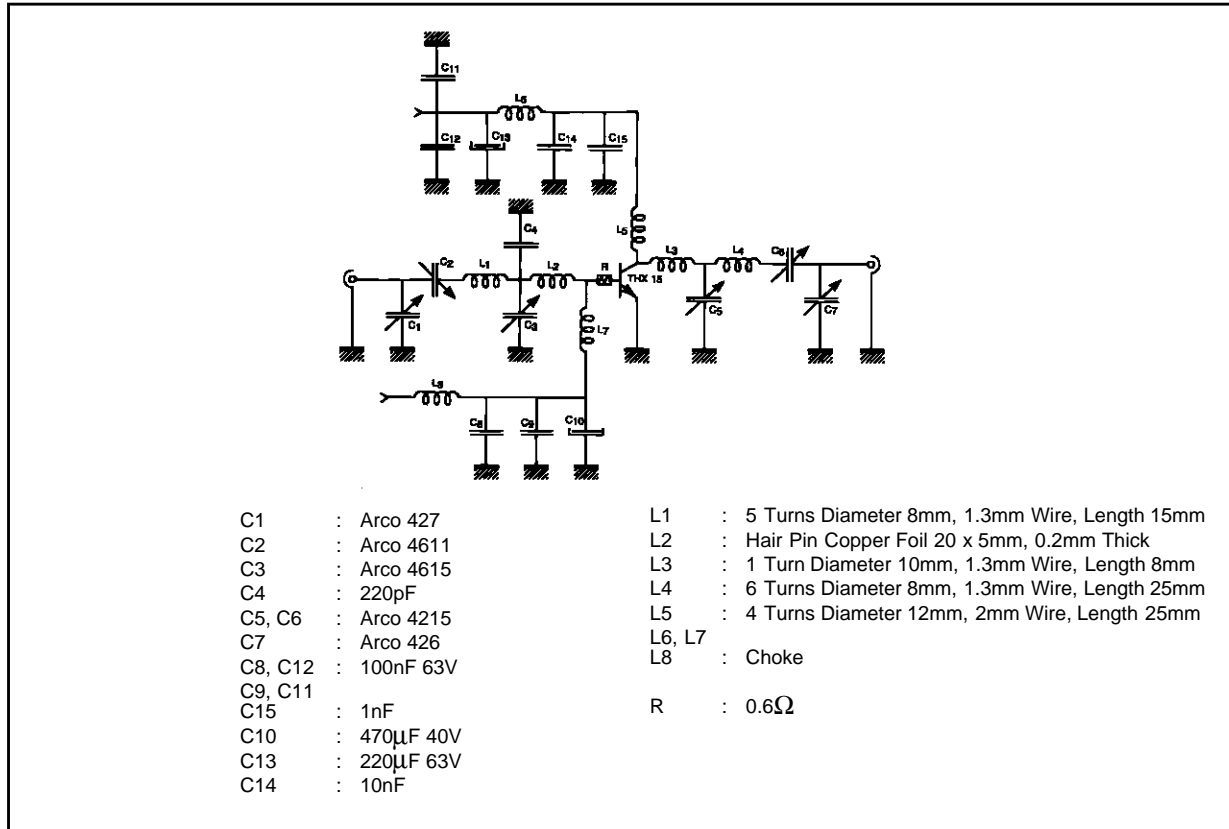 C11
L6
C12 C13 C14 C15
L5
C4
C2 L1 L2 R L3 L4 C6
THX 15
C1 C3 C5 C7
L7
L8
C8 C9 C10
C1 : Arco 427
C2 : Arco 4611
C3 : Arco 4615
C4 : 220pF
C5, C6 : Arco 4215
C7 : Arco 426
C8, C12 : 100nF 63V
C9, C11
C15 : 1nF
C10 : 470μF 40V
C13 : 220μF 63V
C14 : 10nF
L1 : 5 Turns Diameter 8mm, 1.3mm Wire, Length 15mm
L2 : Hair Pin Copper Foil 20 x 5mm, 0.2mm Thick
L3 : 1 Turn Diameter 10mm, 1.3mm Wire, Length 8mm
L4 : 6 Turns Diameter 8mm, 1.3mm Wire, Length 25mm
L5 : 4 Turns Diameter 12mm, 2mm Wire, Length 25mm
L6, L7
L8 : Choke
R : 0.6Ω